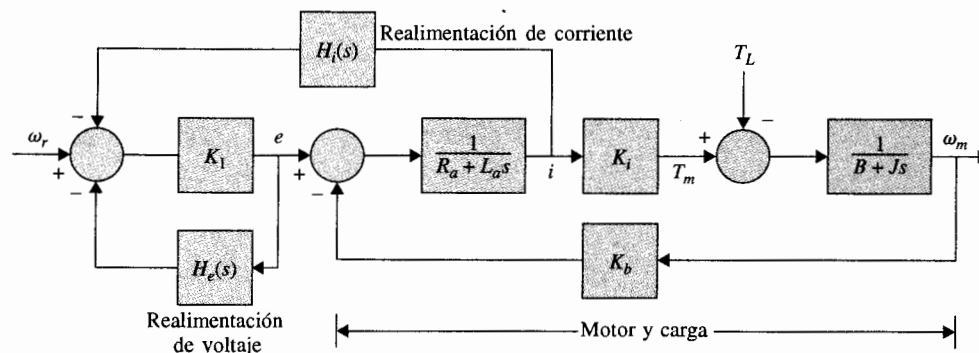 Realimentación de corriente
H_i(s)
T_L
−
−
ω_r
+
−
K_1
e
+
−
1
R_a + L_a s
i
K_i
+
T_m
1
B + Js
ω_m
H_e(s)
K_b
Realimentación
de voltaje
Motor y carga